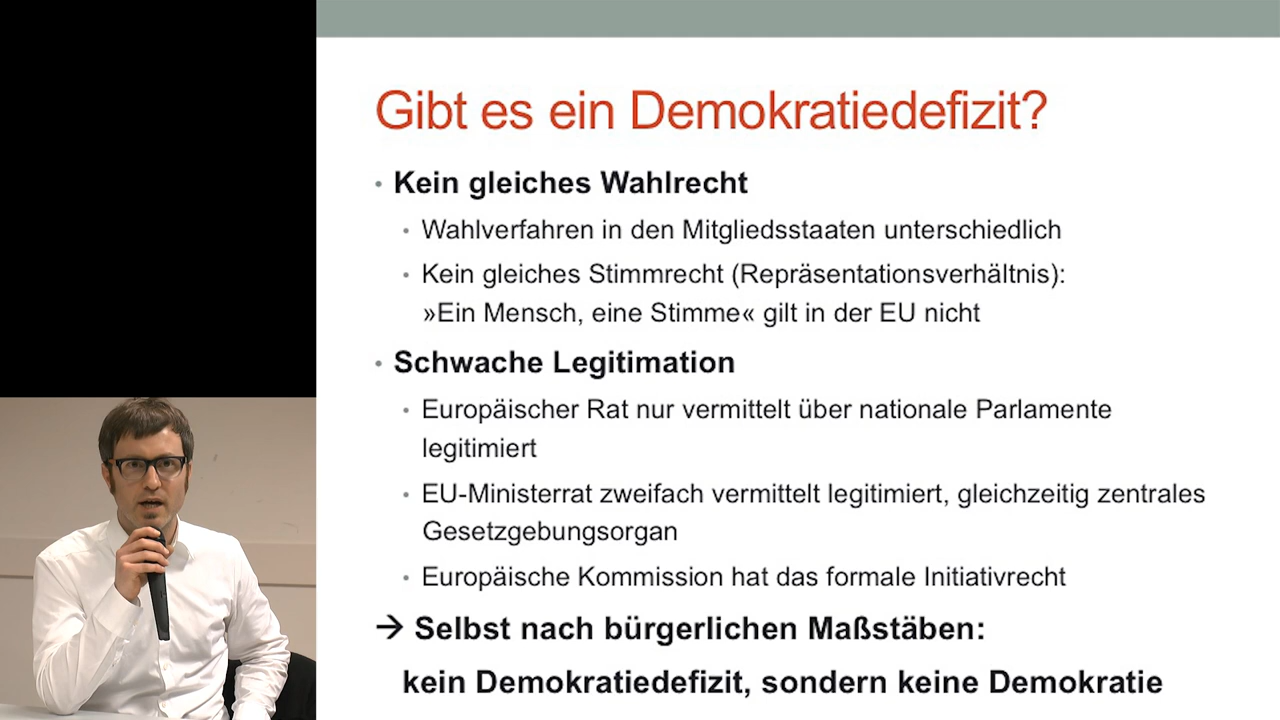 Gibt es ein Demokratiedefizit?
• Kein gleiches Wahlrecht
• Wahlverfahren in den Mitgliedsstaaten unterschiedlich
• Kein gleiches Stimmrecht (Repräsentationsverhältnis):
»Ein Mensch, eine Stimme« gilt in der EU nicht
• Schwache Legitimation
• Europäischer Rat nur vermittelt über nationale Parlamente
legitimiert
• EU-Ministerrat zweifach vermittelt legitimiert, gleichzeitig zentrales
Gesetzgebungsorgan
• Europäische Kommission hat das formale Initiativrecht
→ Selbst nach bürgerlichen Maßstäben:
kein Demokratiedefizit, sondern keine Demokratie